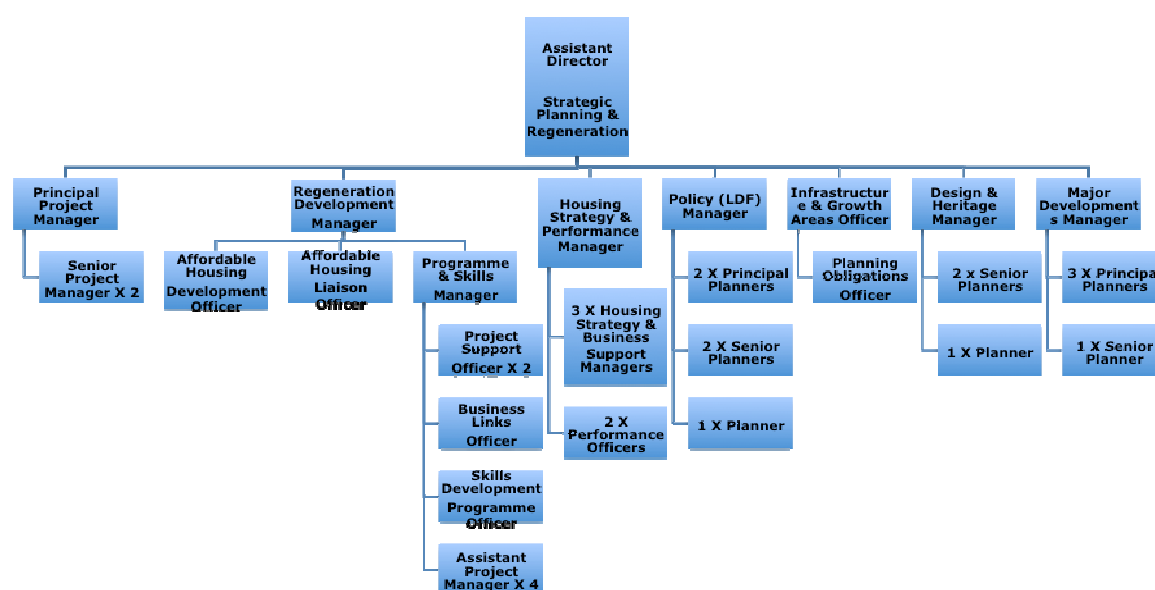 Assistant
Director
Strategic
Planning &
Regeneration
Principal
Project
Manager
Senior
Project
Manager X 2
Regeneration
Development
Manager
Affordable
Housing
Development
Officer
Affordable
Housing
Liaison
Officer
Programme
& Skills
Manager
Project
Support
Officer X 2
Business
Links
Officer
Skills
Development
Programme
Officer
Assistant
Project
Manager X 4
Housing
Strategy &
Performance
Manager
3 X Housing
Strategy &
Business
Support
Managers
2 X
Performance
Officers
Policy (LDF)
Manager
2 X Principal
Planners
2 X Senior
Planners
1 X Planner
Infrastructur
e & Growth
Areas Officer
Planning
Obligations
Officer
Design &
Heritage
Manager
2 x Senior
Planners
1 X Planner
Major
Development
s Manager
3 X Principal
Planners
1 X Senior
Planner